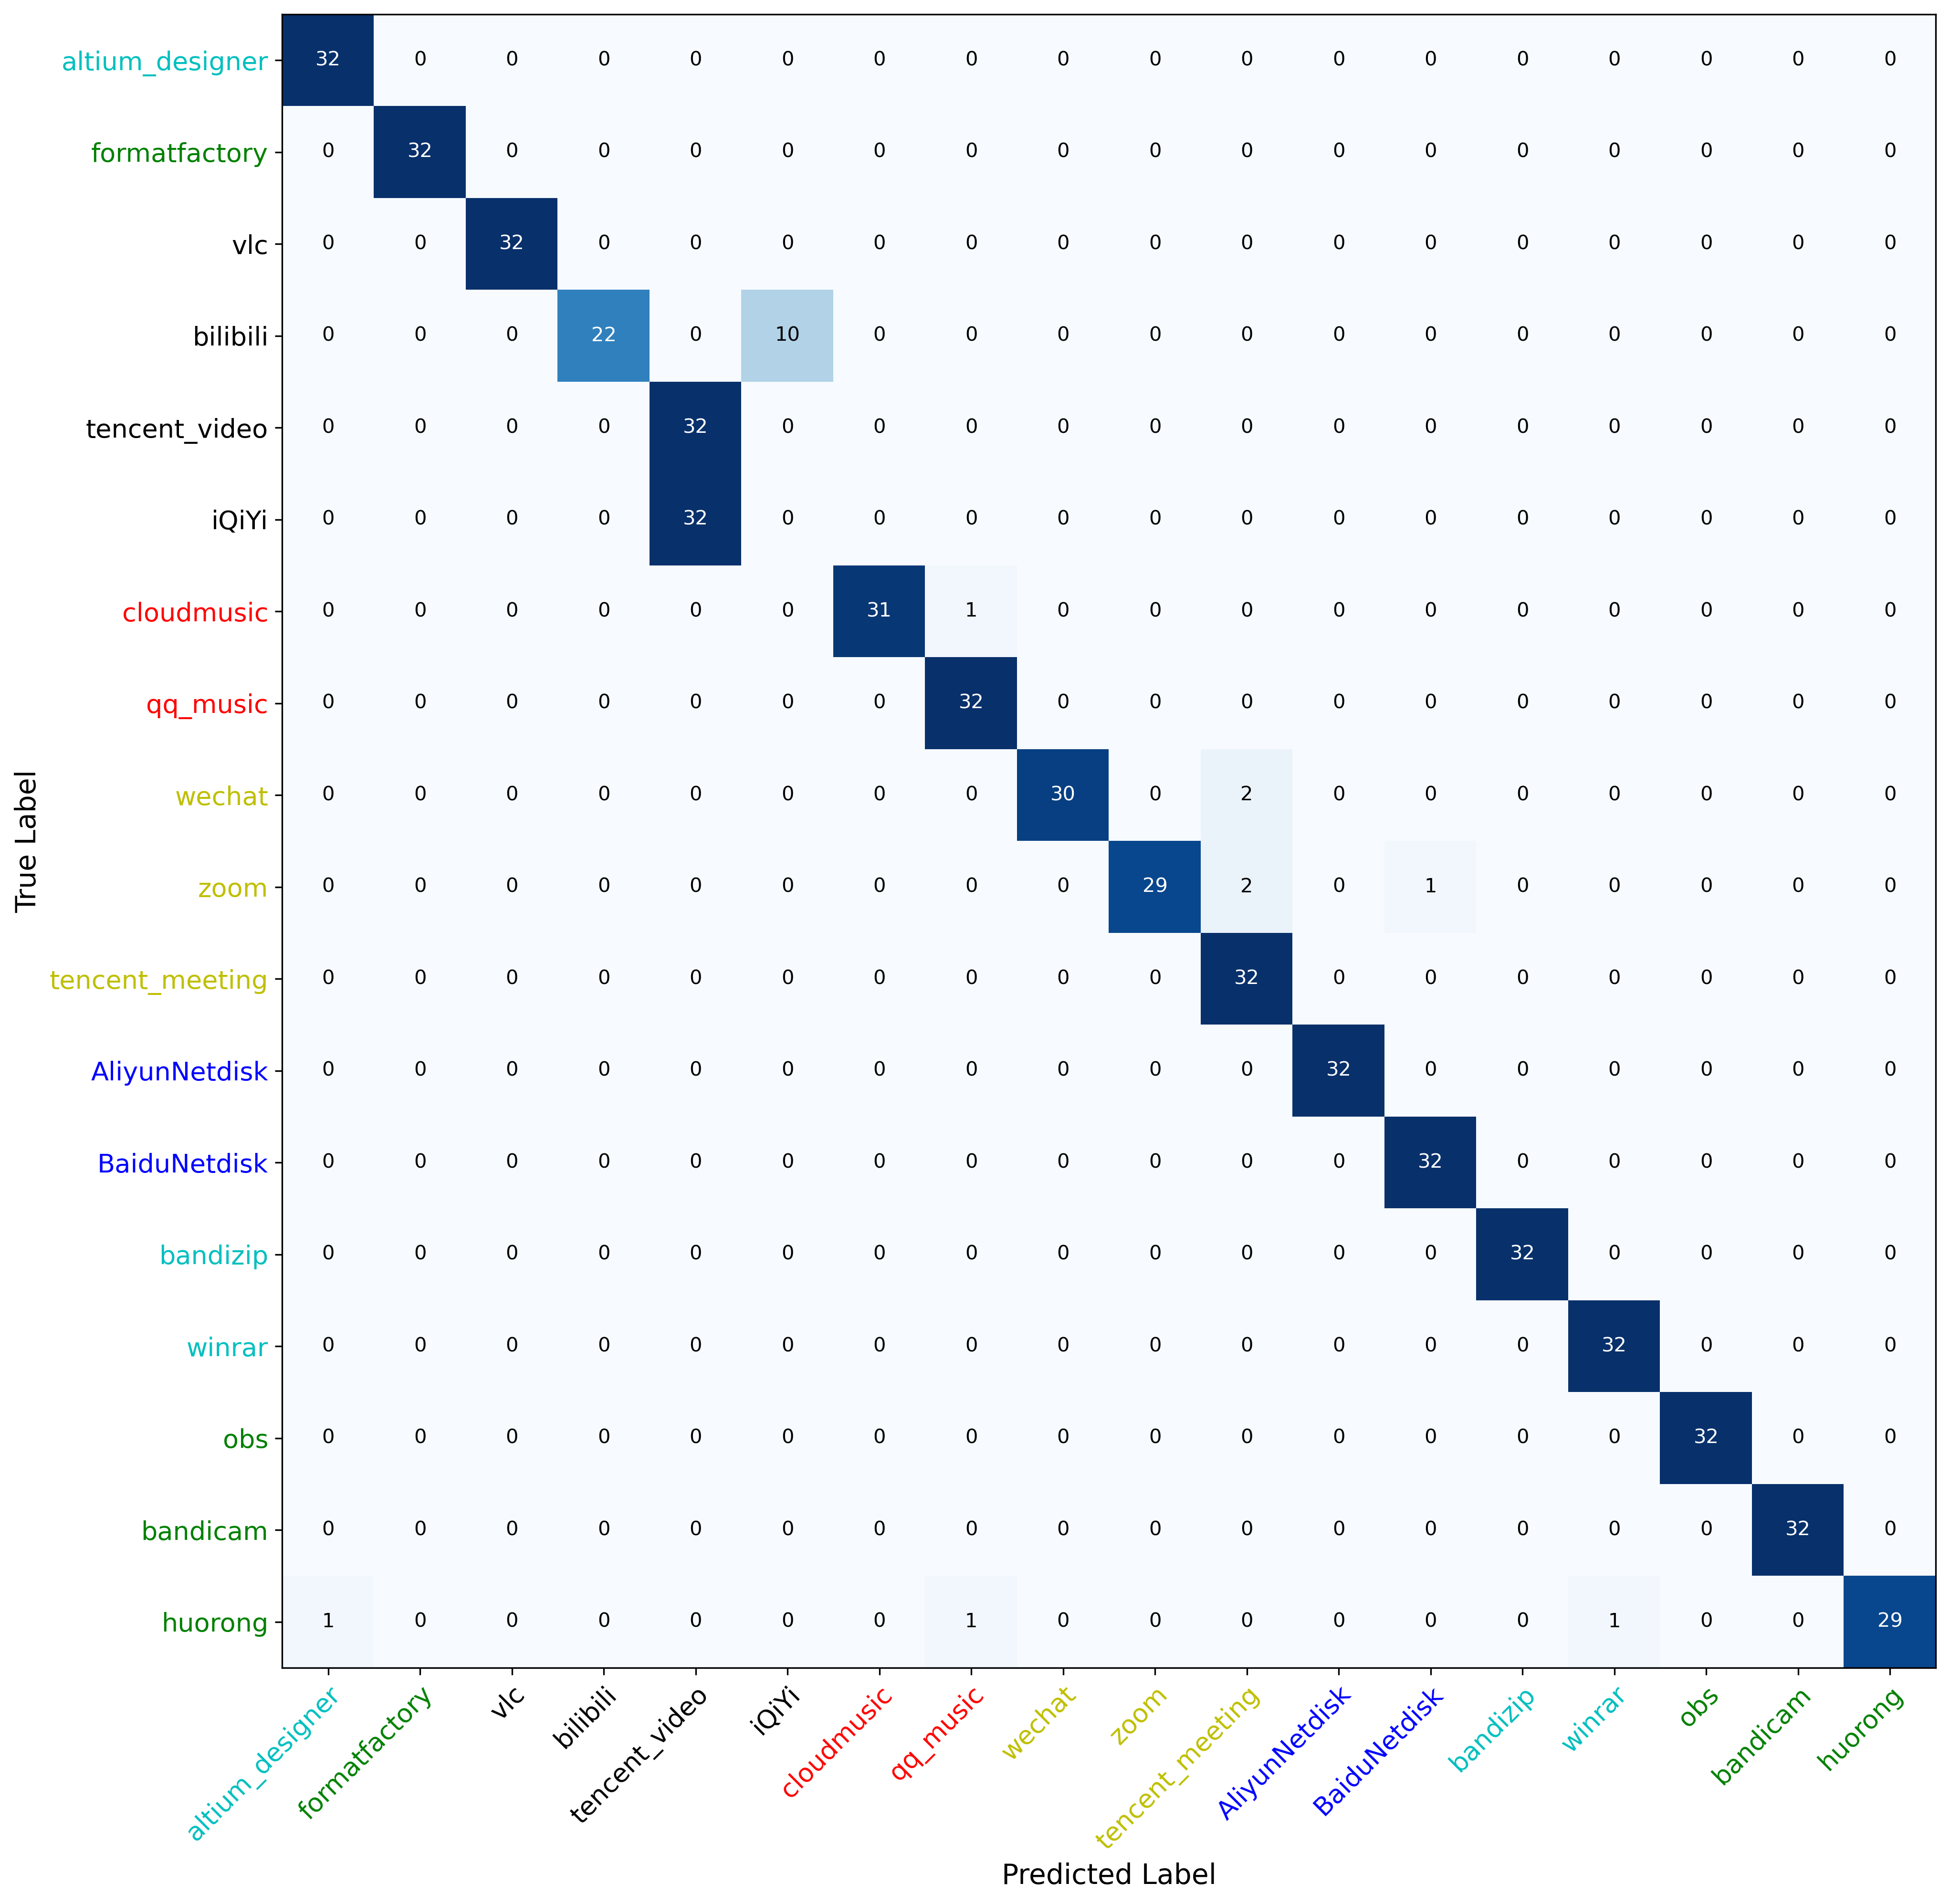 altium_designer 32 0 0 0 0 0 0 0 0 0 0 0 0 0 0 0 0 0
formatfactory 0 32 0 0 0 0 0 0 0 0 0 0 0 0 0 0 0 0
vlc 0 0 32 0 0 0 0 0 0 0 0 0 0 0 0 0 0 0
bilibili 0 0 0 22 0 10 0 0 0 0 0 0 0 0 0 0 0 0
tencent_video 0 0 0 0 32 0 0 0 0 0 0 0 0 0 0 0 0 0
iQiYi 0 0 0 0 32 0 0 0 0 0 0 0 0 0 0 0 0 0
cloudmusic 0 0 0 0 0 0 31 1 0 0 0 0 0 0 0 0 0 0
qq_music 0 0 0 0 0 0 0 32 0 0 0 0 0 0 0 0 0 0
wechat 0 0 0 0 0 0 0 0 30 0 2 0 0 0 0 0 0 0
zoom 0 0 0 0 0 0 0 0 0 29 2 0 1 0 0 0 0 0
tencent_meeting 0 0 0 0 0 0 0 0 0 0 32 0 0 0 0 0 0 0
AliyunNetdisk 0 0 0 0 0 0 0 0 0 0 0 32 0 0 0 0 0 0
BaiduNetdisk 0 0 0 0 0 0 0 0 0 0 0 0 32 0 0 0 0 0
bandizip 0 0 0 0 0 0 0 0 0 0 0 0 0 32 0 0 0 0
winrar 0 0 0 0 0 0 0 0 0 0 0 0 0 0 32 0 0 0
obs 0 0 0 0 0 0 0 0 0 0 0 0 0 0 0 32 0 0
bandicam 0 0 0 0 0 0 0 0 0 0 0 0 0 0 0 0 32 0
huorong 1 0 0 0 0 0 0 1 0 0 0 0 0 0 1 0 0 29
True Label
altium_designer
formatfactory
vlc
bilibili
tencent_video
iQiYi
cloudmusic
qq_music
wechat
zoom
tencent_meeting
AliyunNetdisk
BaiduNetdisk
bandizip
winrar
obs
bandicam
huorong
Predicted Label